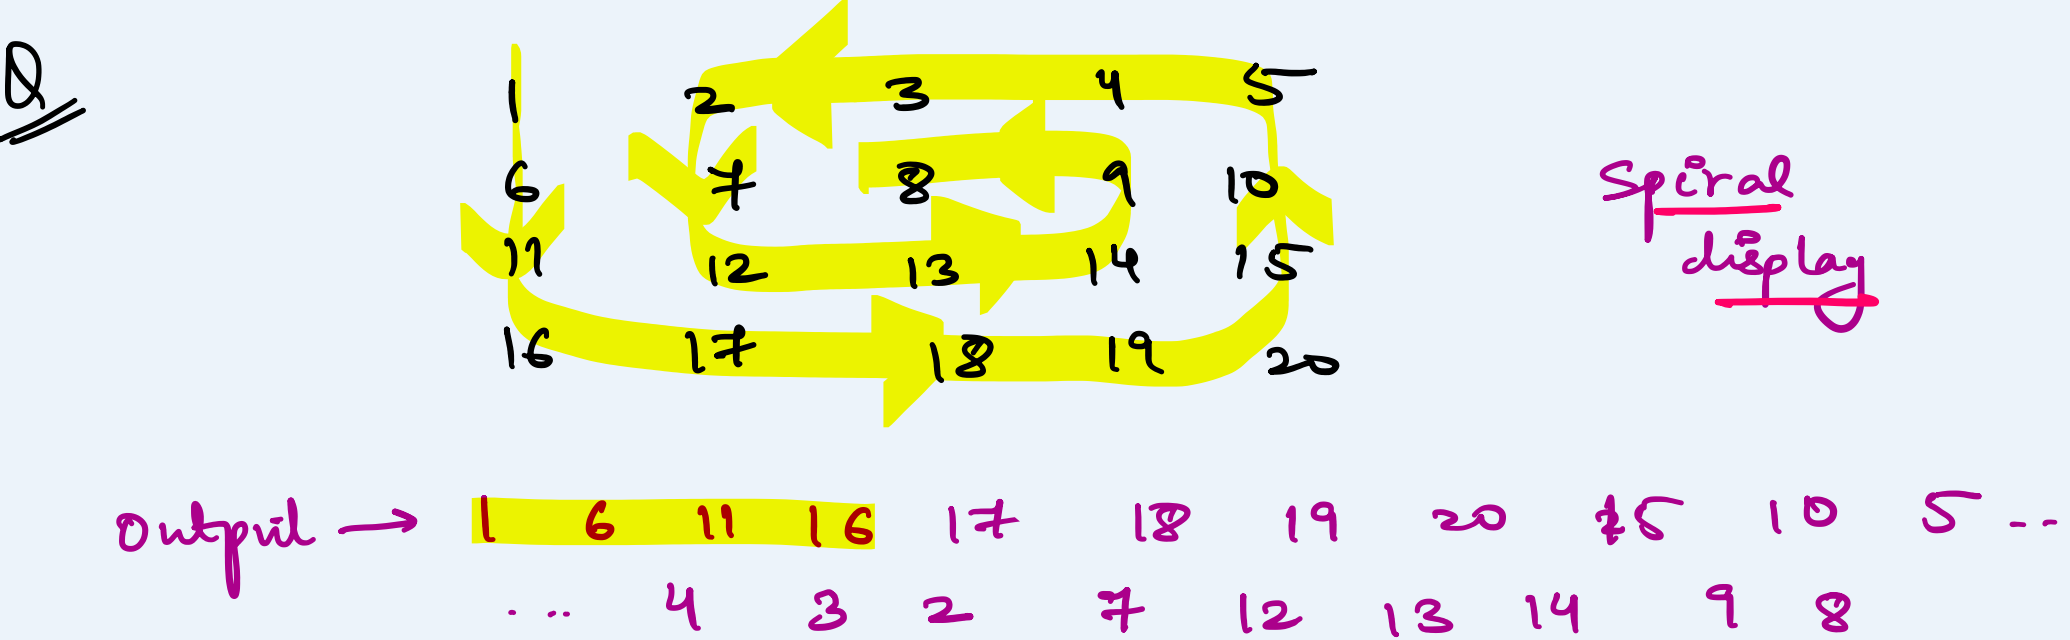 Q
1 2 3 4 5
6 7 8 9 10
11 12 13 14 15
16 17 18 19 20
Spiral
display
Output → 1 6 11 16 17 18 19 20 15 10 5 ...
.... 4 3 2 7 12 13 14 9 8